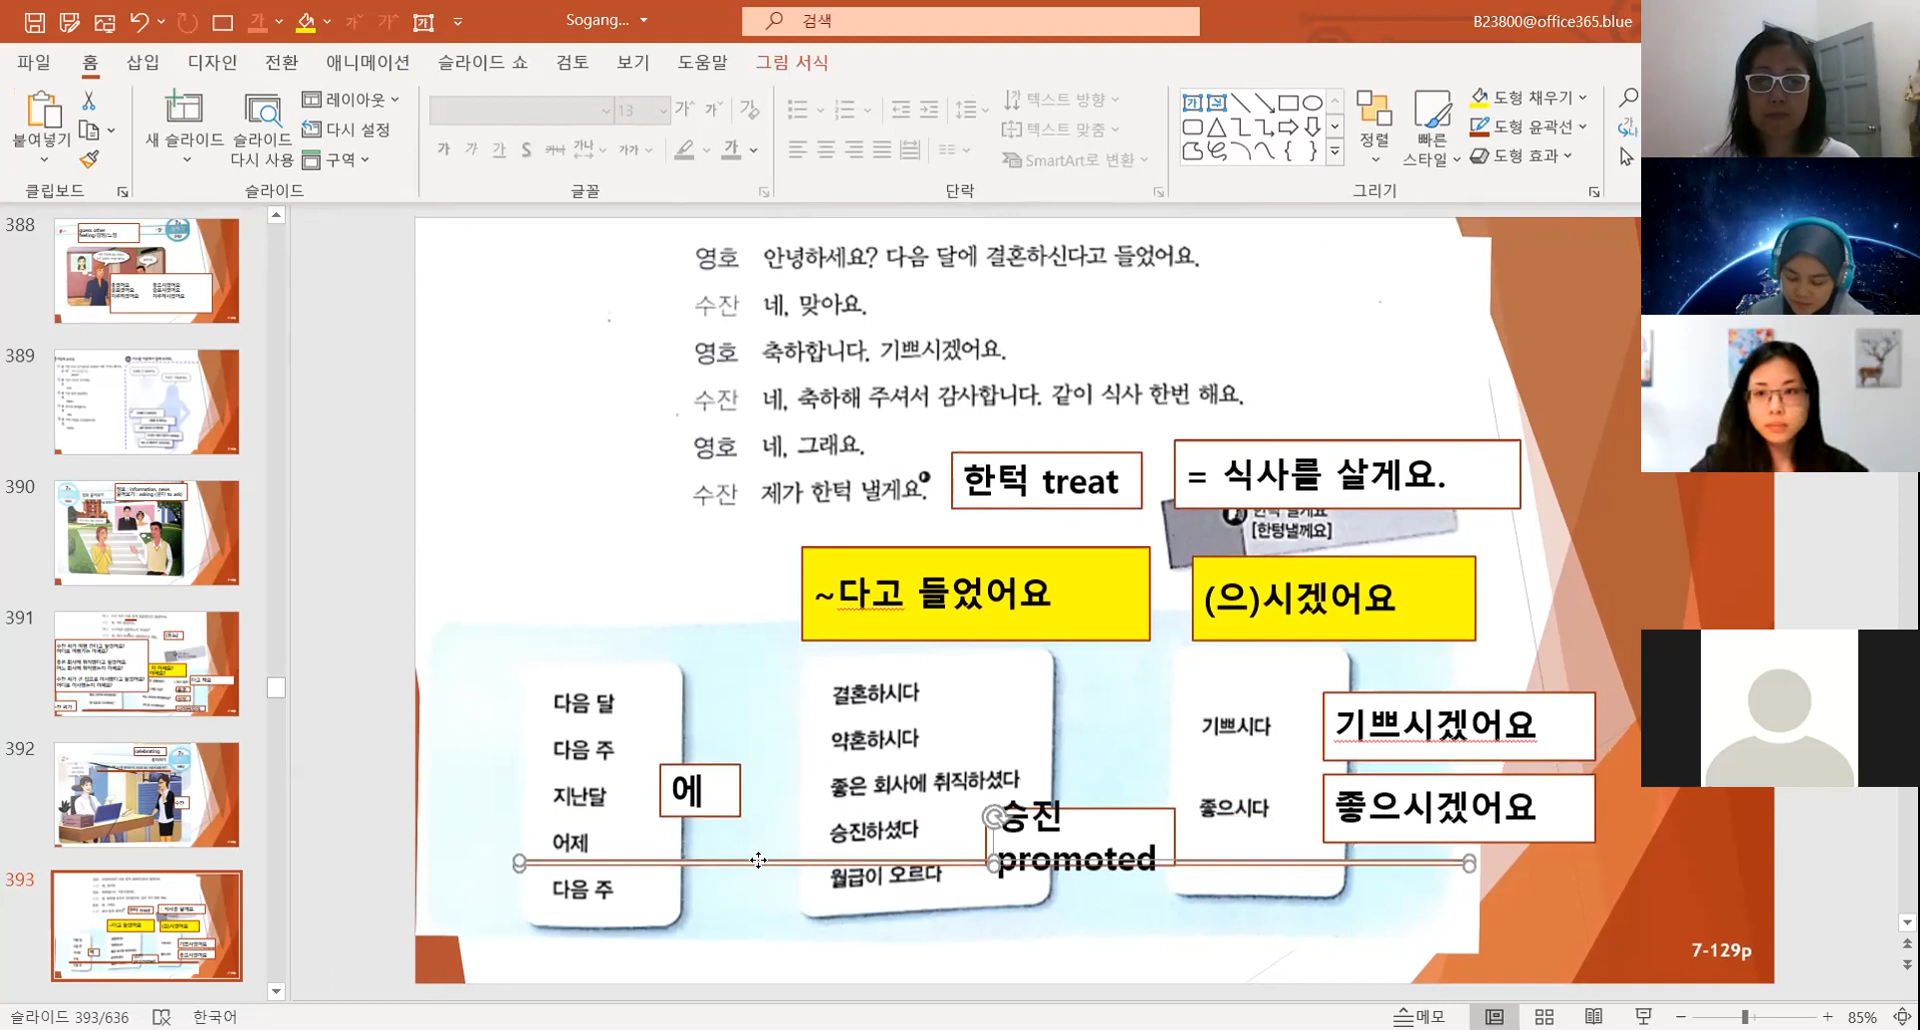 Sogang...
검색
B23800@office365.blue
파일 홈 삽입 디자인 전환 애니메이션 슬라이드 쇼 검토 보기 도움말 그림 서식
붙여넣기
새 슬라이드
슬라이드 다시 사용
레이아웃
다시 설정
구역
13
텍스트 방향
텍스트 맞춤
SmartArt로 변환
정렬
빠른 스타일
도형 채우기
도형 윤곽선
도형 효과
클립보드 슬라이드 글꼴 단락 그리기
388
389
390
391
392
393
영호 안녕하세요? 다음 달에 결혼하신다고 들었어요.
수잔 네, 맞아요.
영호 축하합니다. 기쁘시겠어요.
수잔 네, 축하해 주셔서 감사합니다. 같이 식사 한번 해요.
영호 네, 그래요.
수잔 제가 한턱 낼게요.
한턱 treat
= 식사를 살게요.
[한텅낼께요]
~다고 들었어요
(으)시겠어요
다음 달
다음 주
지난달
어제
다음 주
에
결혼하시다
약혼하시다
좋은 회사에 취직하셨다
승진하셨다
월급이 오르다
승진
promoted
기쁘시다
좋으시다
기쁘시겠어요
좋으시겠어요
7-129p
슬라이드 393/636
한국어
메모
85%